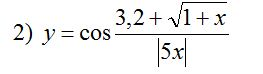 2) y = cos (3,2 + √(1 + x)) / |5x|